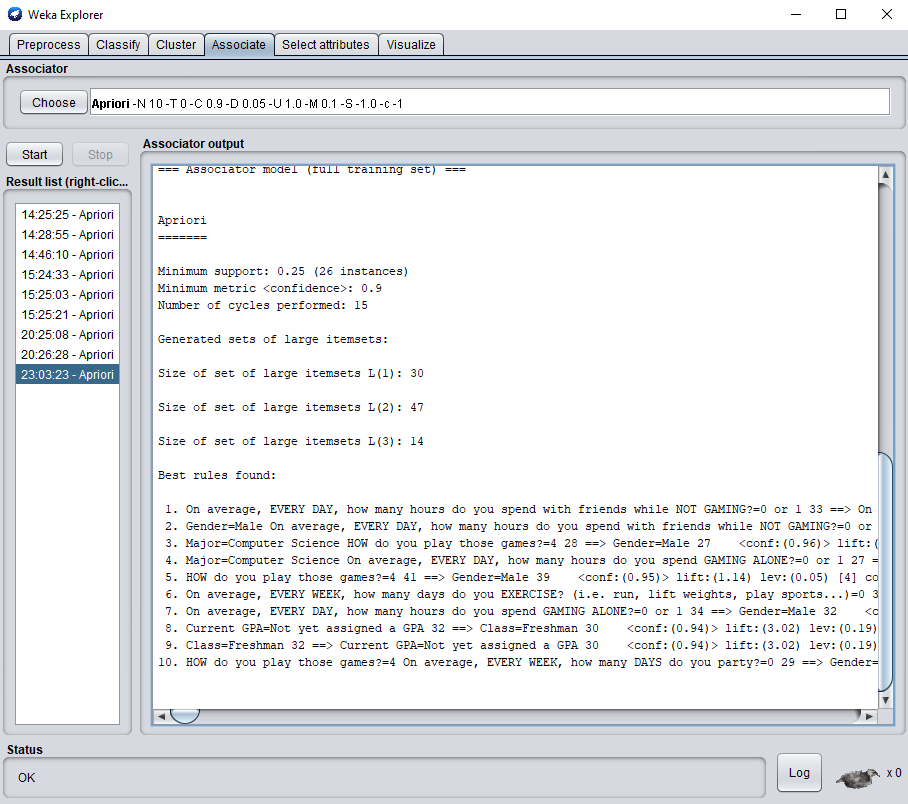 Weka Explorer
Preprocess Classify Cluster Associate Select attributes Visualize
Associator
Choose Apriori -N 10 -T 0 -C 0.9 -D 0.05 -U 1.0 -M 0.1 -S -1.0 -c -1
Start Stop
Result list (right-clic...
14:25:25 - Apriori
14:28:55 - Apriori
14:46:10 - Apriori
15:24:33 - Apriori
15:25:03 - Apriori
15:25:21 - Apriori
20:25:08 - Apriori
20:26:28 - Apriori
23:03:23 - Apriori
Associator output
=== Associator model (full training set) ===
Apriori
=======
Minimum support: 0.25 (26 instances)
Minimum metric <confidence>: 0.9
Number of cycles performed: 15
Generated sets of large itemsets:
Size of set of large itemsets L(1): 30
Size of set of large itemsets L(2): 47
Size of set of large itemsets L(3): 14
Best rules found:
1. On average, EVERY DAY, how many hours do you spend with friends while NOT GAMING?=0 or 1 33 ==> On
2. Gender=Male On average, EVERY DAY, how many hours do you spend with friends while NOT GAMING?=0 or
3. Major=Computer Science HOW do you play those games?=4 28 ==> Gender=Male 27 <conf:(0.96)> lift:(
4. Major=Computer Science On average, EVERY DAY, how many hours do you spend GAMING ALONE?=0 or 1 27 =
5. HOW do you play those games?=4 41 ==> Gender=Male 39 <conf:(0.95)> lift:(1.14) lev:(0.05) [4] co
6. On average, EVERY WEEK, how many days do you EXERCISE? (i.e. run, lift weights, play sports...)=0 3
7. On average, EVERY DAY, how many hours do you spend GAMING ALONE?=0 or 1 34 ==> Gender=Male 32 <c
8. Current GPA=Not yet assigned a GPA 32 ==> Class=Freshman 30 <conf:(0.94)> lift:(3.02) lev:(0.19)
9. Class=Freshman 32 ==> Current GPA=Not yet assigned a GPA 30 <conf:(0.94)> lift:(3.02) lev:(0.19)
10. HOW do you play those games?=4 On average, EVERY WEEK, how many DAYS do you party?=0 29 ==> Gender=
Status
OK
Log
x 0